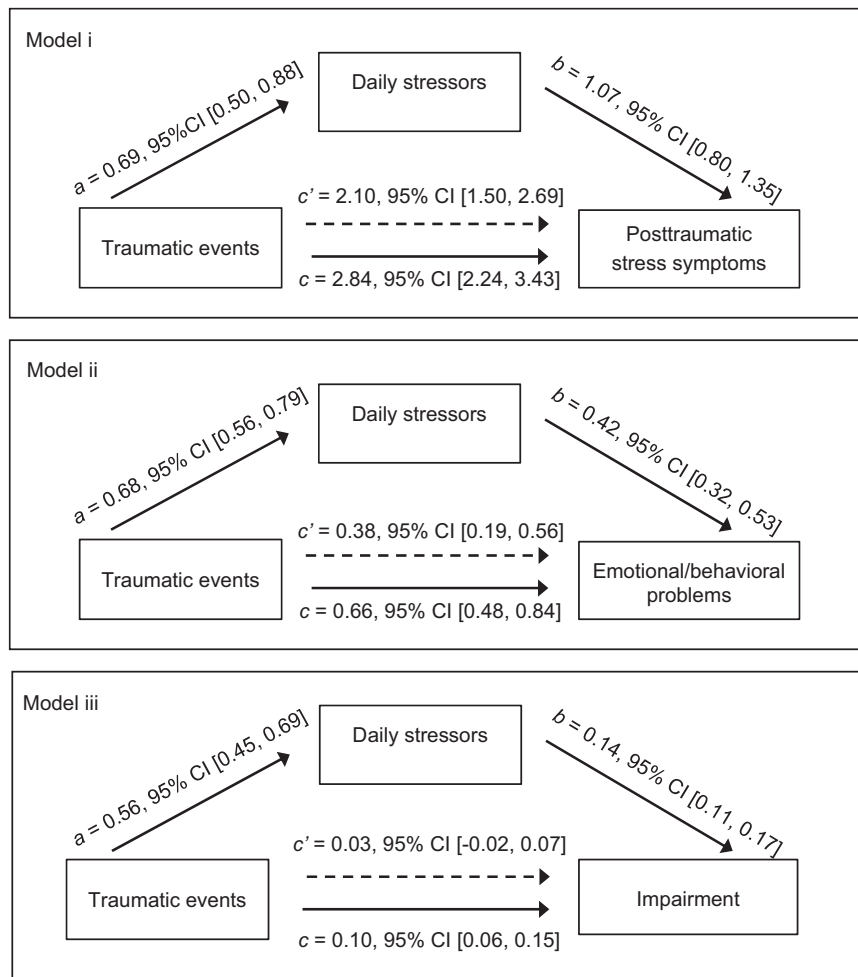 Model i
Daily stressors
a = 0.69, 95%CI [0.50, 0.88]
b = 1.07, 95% CI [0.80, 1.35]
c' = 2.10, 95% CI [1.50, 2.69]
Traumatic events
Posttraumatic
stress symptoms
c = 2.84, 95% CI [2.24, 3.43]
Model ii
Daily stressors
a = 0.68, 95% CI [0.56, 0.79]
b = 0.42, 95% CI [0.32, 0.53]
c' = 0.38, 95% CI [0.19, 0.56]
Traumatic events
Emotional/behavioral
problems
c = 0.66, 95% CI [0.48, 0.84]
Model iii
Daily stressors
a = 0.56, 95% CI [0.45, 0.69]
b = 0.14, 95% CI [0.11, 0.17]
c' = 0.03, 95% CI [-0.02, 0.07]
Traumatic events
Impairment
c = 0.10, 95% CI [0.06, 0.15]